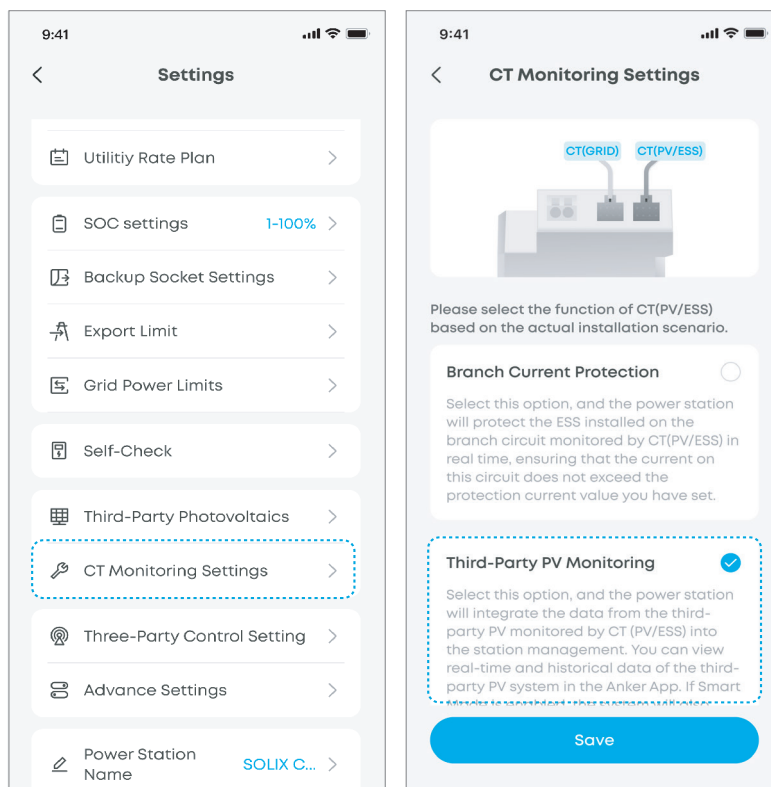 9:41
Settings
Utilitiy Rate Plan
SOC settings 1-100%
Backup Socket Settings
Export Limit
Grid Power Limits
Self-Check
Third-Party Photovoltaics
CT Monitoring Settings
Three-Party Control Setting
Advance Settings
Power Station
Name
SOLIX C...
9:41
CT Monitoring Settings
CT(GRID) CT(PV/ESS)
Please select the function of CT(PV/ESS)
based on the actual installation scenario.
Branch Current Protection
Select this option, and the power station
will protect the ESS installed on the
branch circuit monitored by CT(PV/ESS) in
real time, ensuring that the current on
this circuit does not exceed the
protection current value you have set.
Third-Party PV Monitoring
Select this option, and the power station
will integrate the data from the third-
party PV monitored by CT (PV/ESS) into
the station management. You can view
real-time and historical data of the third-
party PV system in the Anker App. If Smart
Save